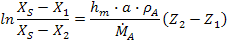 ln (X_S − X_1)/(X_S − X_2) = (h_m · a · ρ_A)/(Ṁ_A) (Z_2 − Z_1)